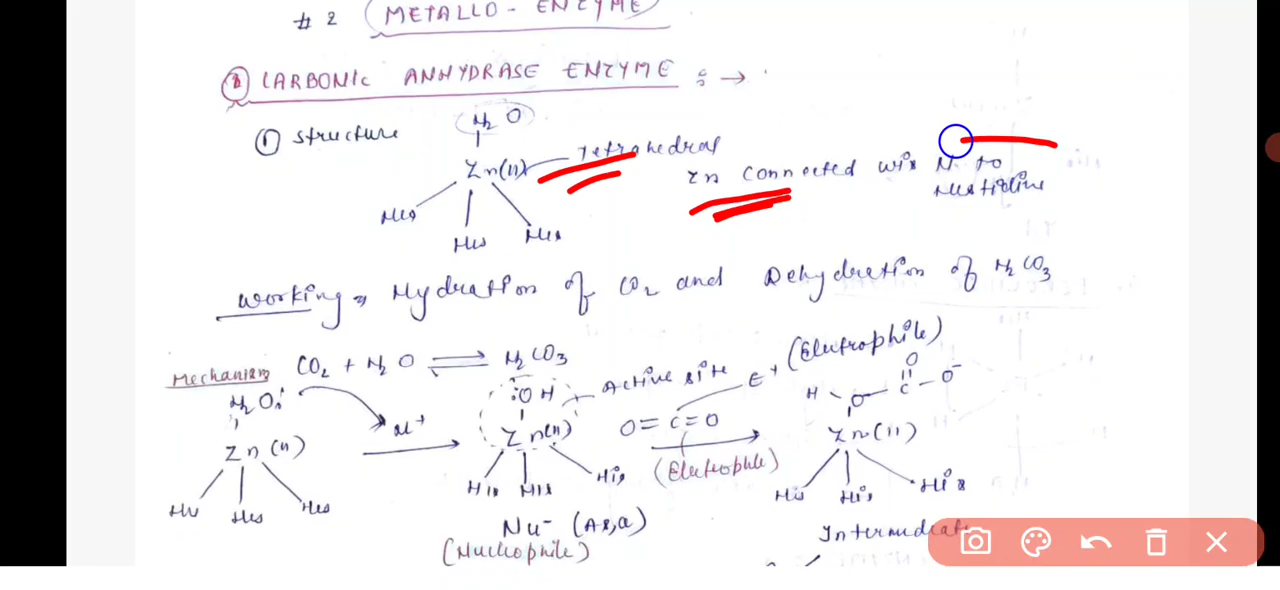 # 2 (METALLO - ENZYME)
② CARBONIC ANHYDRASE ENZYME : →
① structure
(H₂O)
Zn(II) — Tetrahedral
Zn connected with N to
Histidine
His
His
His
Working → Hydration of CO₂ and Dehydration of H₂CO₃
Mechanism CO₂ + H₂O ⇌ H₂CO₃
(Electrophile)
H₂O:
H⁺
:OH
Active site
E⁺
O=C=O
H - O - C - O⁻
O
Zn(II)
Zn(II)
Zn(II)
(Electrophile)
His His His
His His His
His His His
Nu⁻
(Nucleophile)
Intermediate